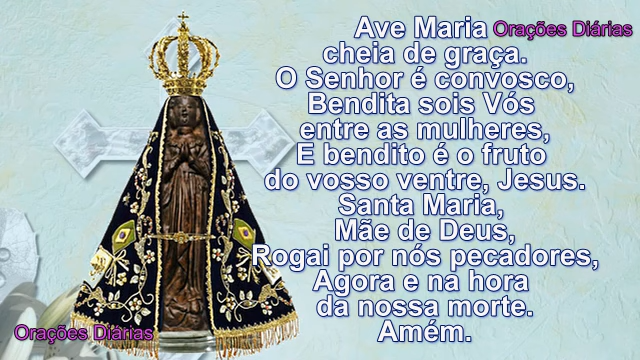 Ave Maria
Orações Diárias
cheia de graça.
O Senhor é convosco,
Bendita sois Vós
entre as mulheres,
E bendito é o fruto
do vosso ventre, Jesus.
Santa Maria,
Mãe de Deus,
Rogai por nós pecadores,
Agora e na hora
da nossa morte.
Amém.
Orações Diárias